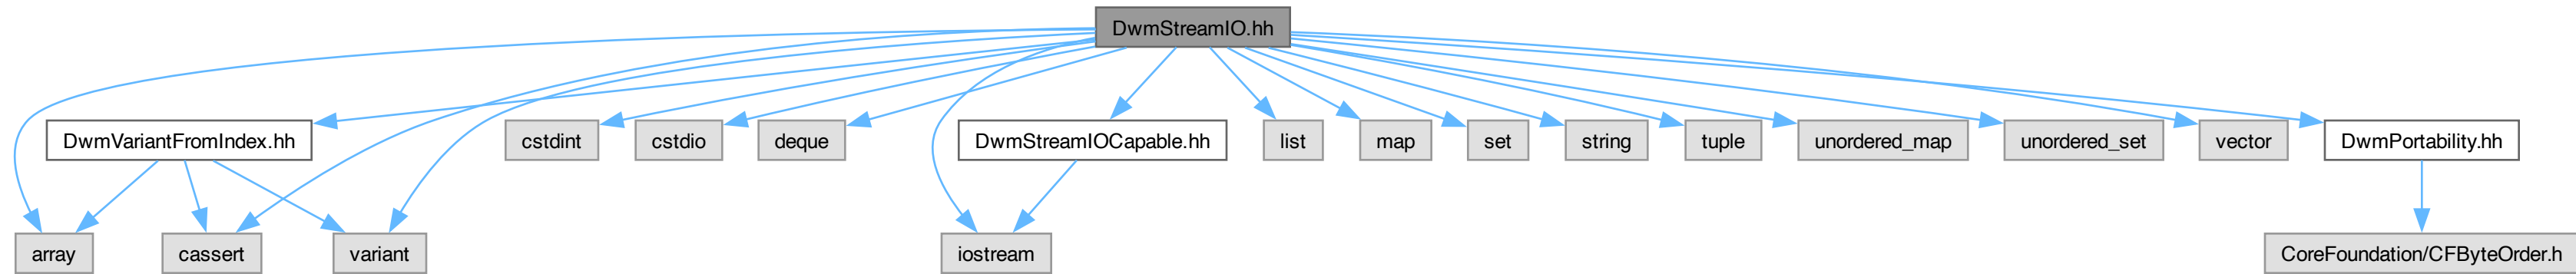 DwmStreamIO.hh
DwmVariantFromIndex.hh
cstdint
cstdio
deque
DwmStreamIOCapable.hh
list
map
set
string
tuple
unordered_map
unordered_set
vector
DwmPortability.hh
array
cassert
variant
iostream
CoreFoundation/CFByteOrder.h